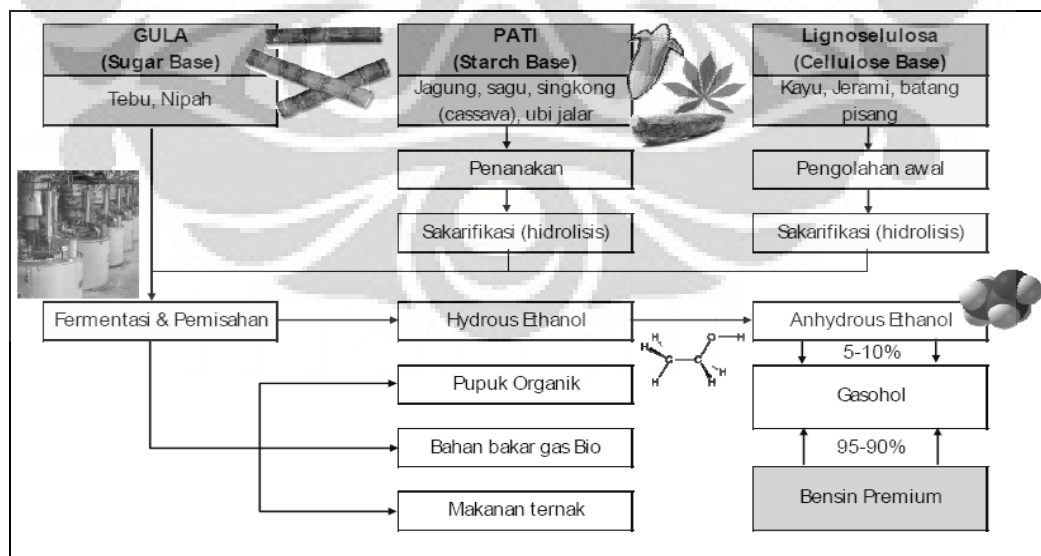 GULA
(Sugar Base)
Tebu, Nipah
PATI
(Starch Base)
Jagung, sagu, singkong
(cassava), ubi jalar
Lignoselulosa
(Cellulose Base)
Kayu, Jerami, batang
pisang
Penanakan
Pengolahan awal
Sakarifikasi (hidrolisis)
Sakarifikasi (hidrolisis)
Fermentasi & Pemisahan
Hydrous Ethanol
Anhydrous Ethanol
H
H
H
C
C
O
H
H
H
5-10%
Pupuk Organik
Gasohol
Bahan bakar gas Bio
95-90%
Makanan ternak
Bensin Premium